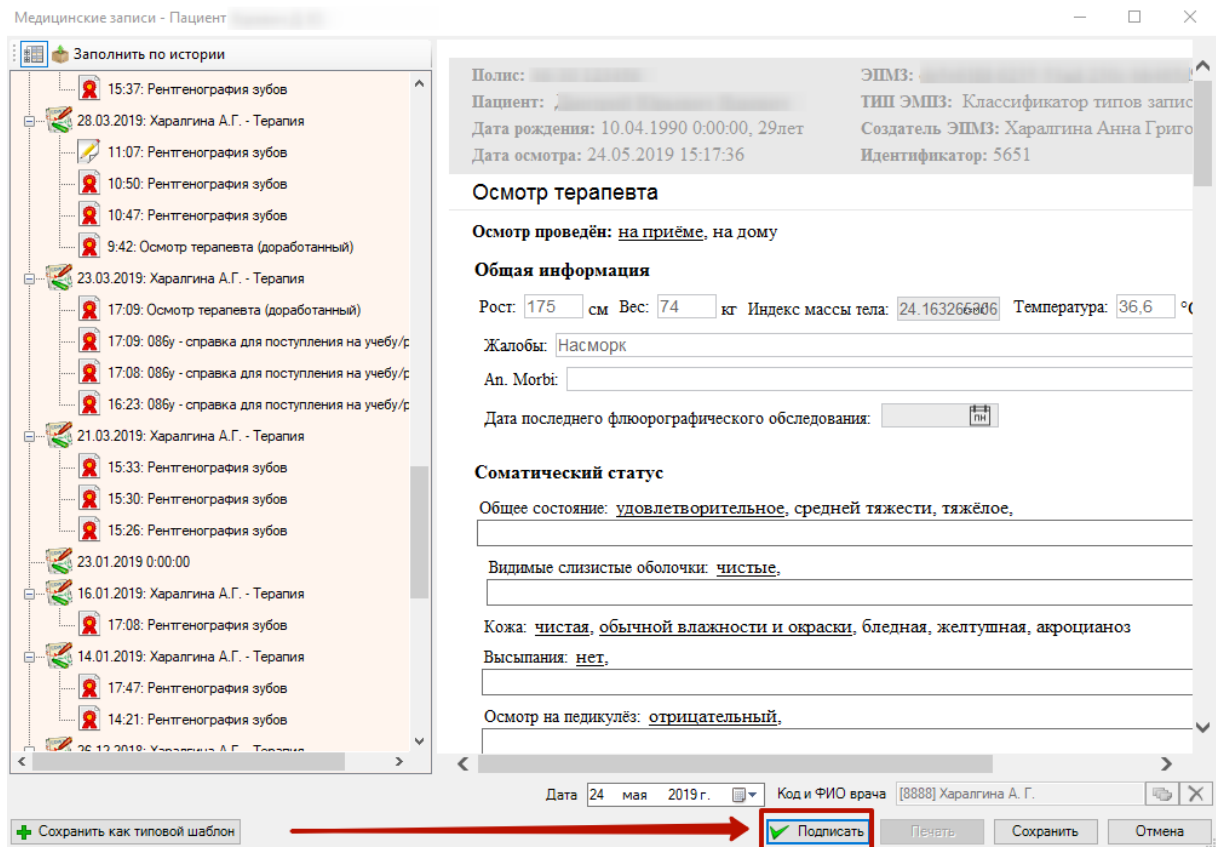 Медицинские записи - Пациент
Заполнить по истории
15:37: Рентгенография зубов
28.03.2019: Харалгина А.Г. - Терапия
11:07: Рентгенография зубов
10:50: Рентгенография зубов
10:47: Рентгенография зубов
9:42: Осмотр терапевта (доработанный)
23.03.2019: Харалгина А.Г. - Терапия
17:09: Осмотр терапевта (доработанный)
17:09: 086у - справка для поступления на учебу/р
17:08: 086у - справка для поступления на учебу/р
16:23: 086у - справка для поступления на учебу/р
21.03.2019: Харалгина А.Г. - Терапия
15:33: Рентгенография зубов
15:30: Рентгенография зубов
15:26: Рентгенография зубов
23.01.2019 0:00:00
16.01.2019: Харалгина А.Г. - Терапия
17:08: Рентгенография зубов
14.01.2019: Харалгина А.Г. - Терапия
17:47: Рентгенография зубов
14:21: Рентгенография зубов
26.12.2018: Харалгина А.Г. - Терапия
Полис: ЭПМЗ:
Пациент: ТИП ЭМПЗ: Классификатор типов запис
Дата рождения: 10.04.1990 0:00:00, 29лет Создатель ЭПМЗ: Харалгина Анна Григо
Дата осмотра: 24.05.2019 15:17:36 Идентификатор: 5651
Осмотр терапевта
Осмотр проведён: на приёме, на дому
Общая информация
Рост: 175 см Вес: 74 кг Индекс массы тела: Температура: 36,6 °C
Жалобы: Насморк
An. Morbi:
Дата последнего флюорографического обследования: пн
Соматический статус
Общее состояние: удовлетворительное, средней тяжести, тяжёлое,
Видимые слизистые оболочки: чистые,
Кожа: чистая, обычной влажности и окраски, бледная, желтушная, акроцианоз
Высыпания: нет,
Осмотр на педикулёз: отрицательный,
Дата 24 мая 2019 г. Код и ФИО врача [8888] Харалгина А. Г.
Сохранить как типовой шаблон Подписать Печать Сохранить Отмена